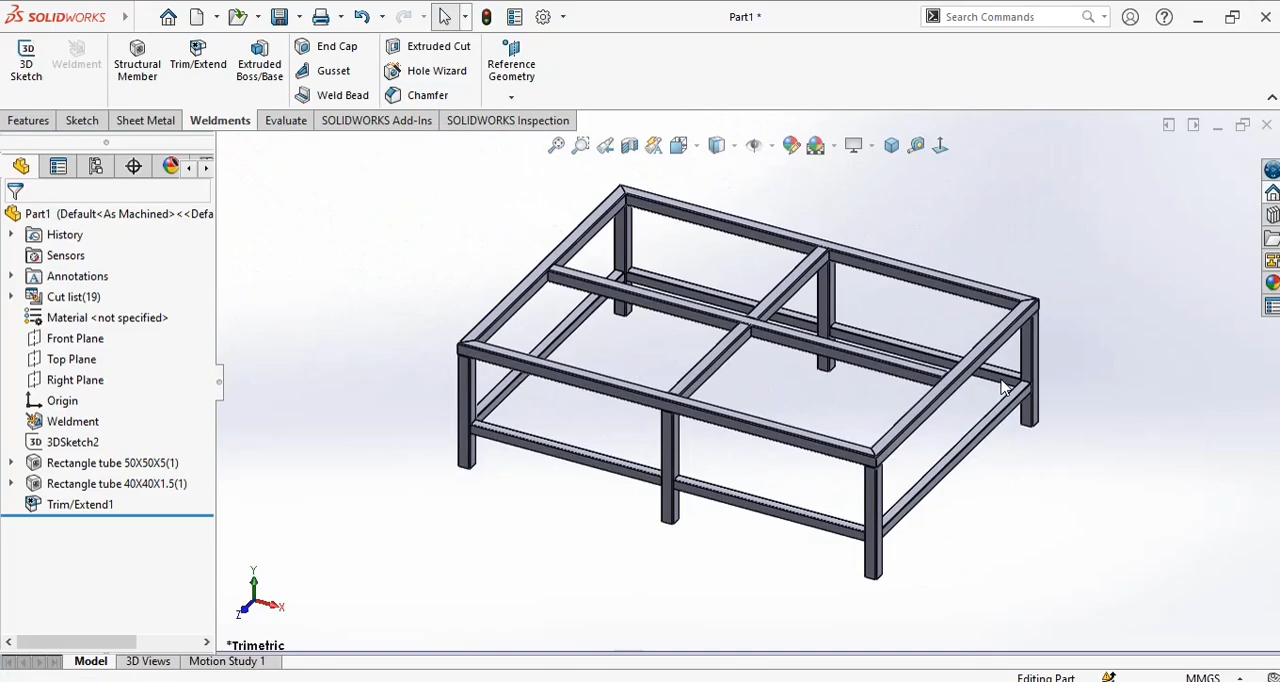 SOLIDWORKS
Part1 *
Search Commands
3D
Sketch
Weldment
Structural
Member
Trim/Extend
Extruded
Boss/Base
End Cap
Gusset
Weld Bead
Extruded Cut
Hole Wizard
Chamfer
Reference
Geometry
Features
Sketch
Sheet Metal
Weldments
Evaluate
SOLIDWORKS Add-Ins
SOLIDWORKS Inspection
Part1 (Default<As Machined><<Defa
History
Sensors
Annotations
Cut list(19)
Material <not specified>
Front Plane
Top Plane
Right Plane
Origin
Weldment
3D 3DSketch2
Rectangle tube 50X50X5(1)
Rectangle tube 40X40X1.5(1)
Trim/Extend1
Y
X
Z
*Trimetric
Model
3D Views
Motion Study 1
Editing Part
MMGS